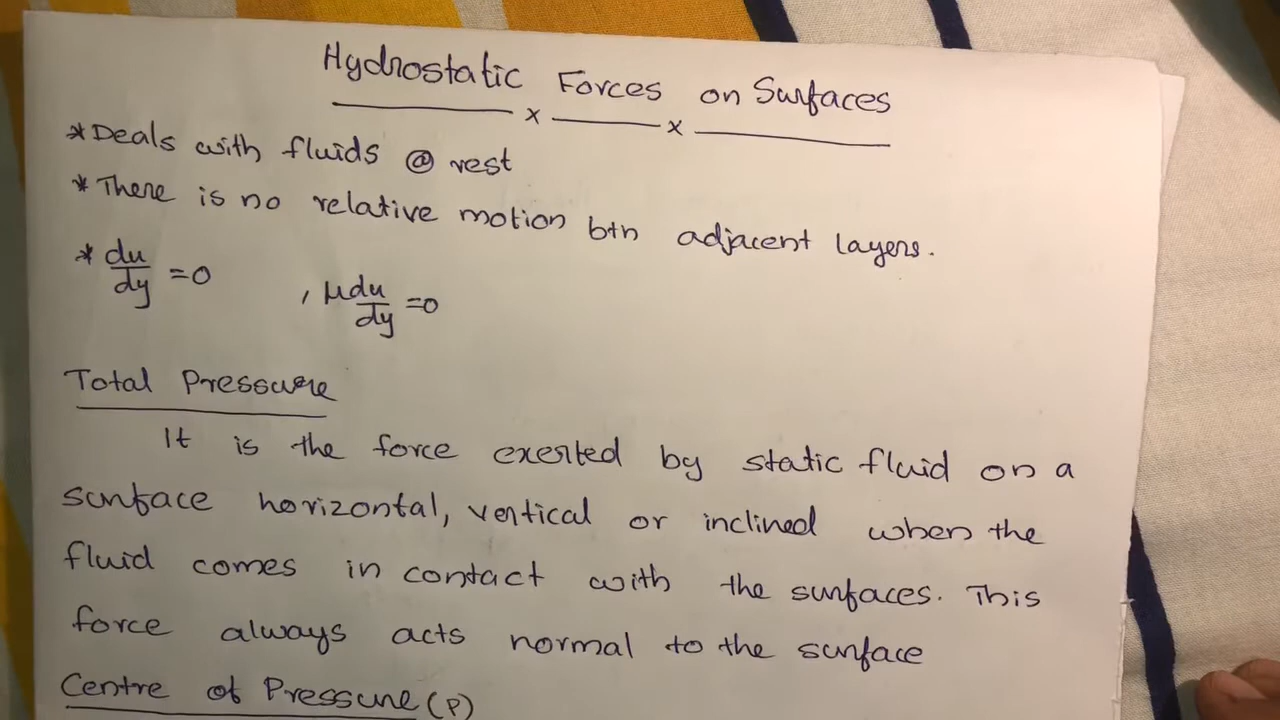 Hydrostatic Forces on Surfaces
x x
*Deals with fluids @ rest
*There is no relative motion btn adjacent layers.
* du/dy =0 , μdu/dy =0
Total Pressure
It is the force exerted by static fluid on a
surface horizontal, vertical or inclined when the
fluid comes in contact with the surfaces. This
force always acts normal to the surface
Centre of Pressure (P)